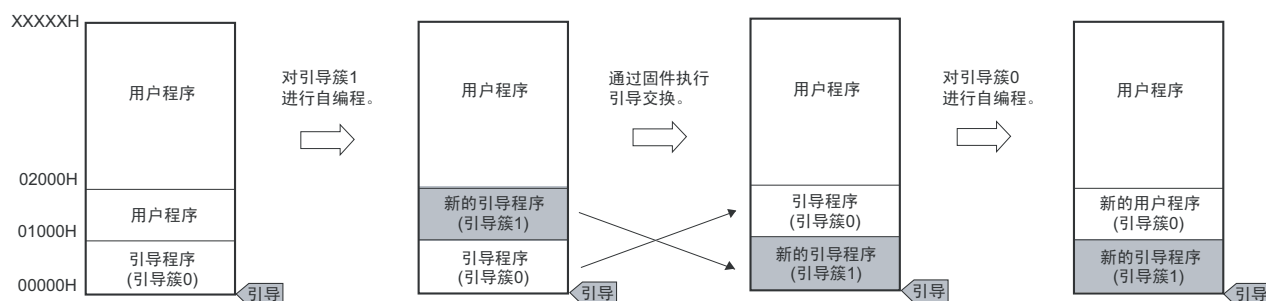 XXXXXH
用户程序
02000H
用户程序
01000H
引导程序
(引导簇0)
00000H
引导
对引导簇1
进行自编程。
用户程序
新的引导程序
(引导簇1)
引导程序
(引导簇0)
引导
通过固件执行
引导交换。
用户程序
引导程序
(引导簇0)
新的引导程序
(引导簇1)
引导
对引导簇0
进行自编程。
用户程序
新的用户程序
(引导簇0)
新的引导程序
(引导簇1)
引导